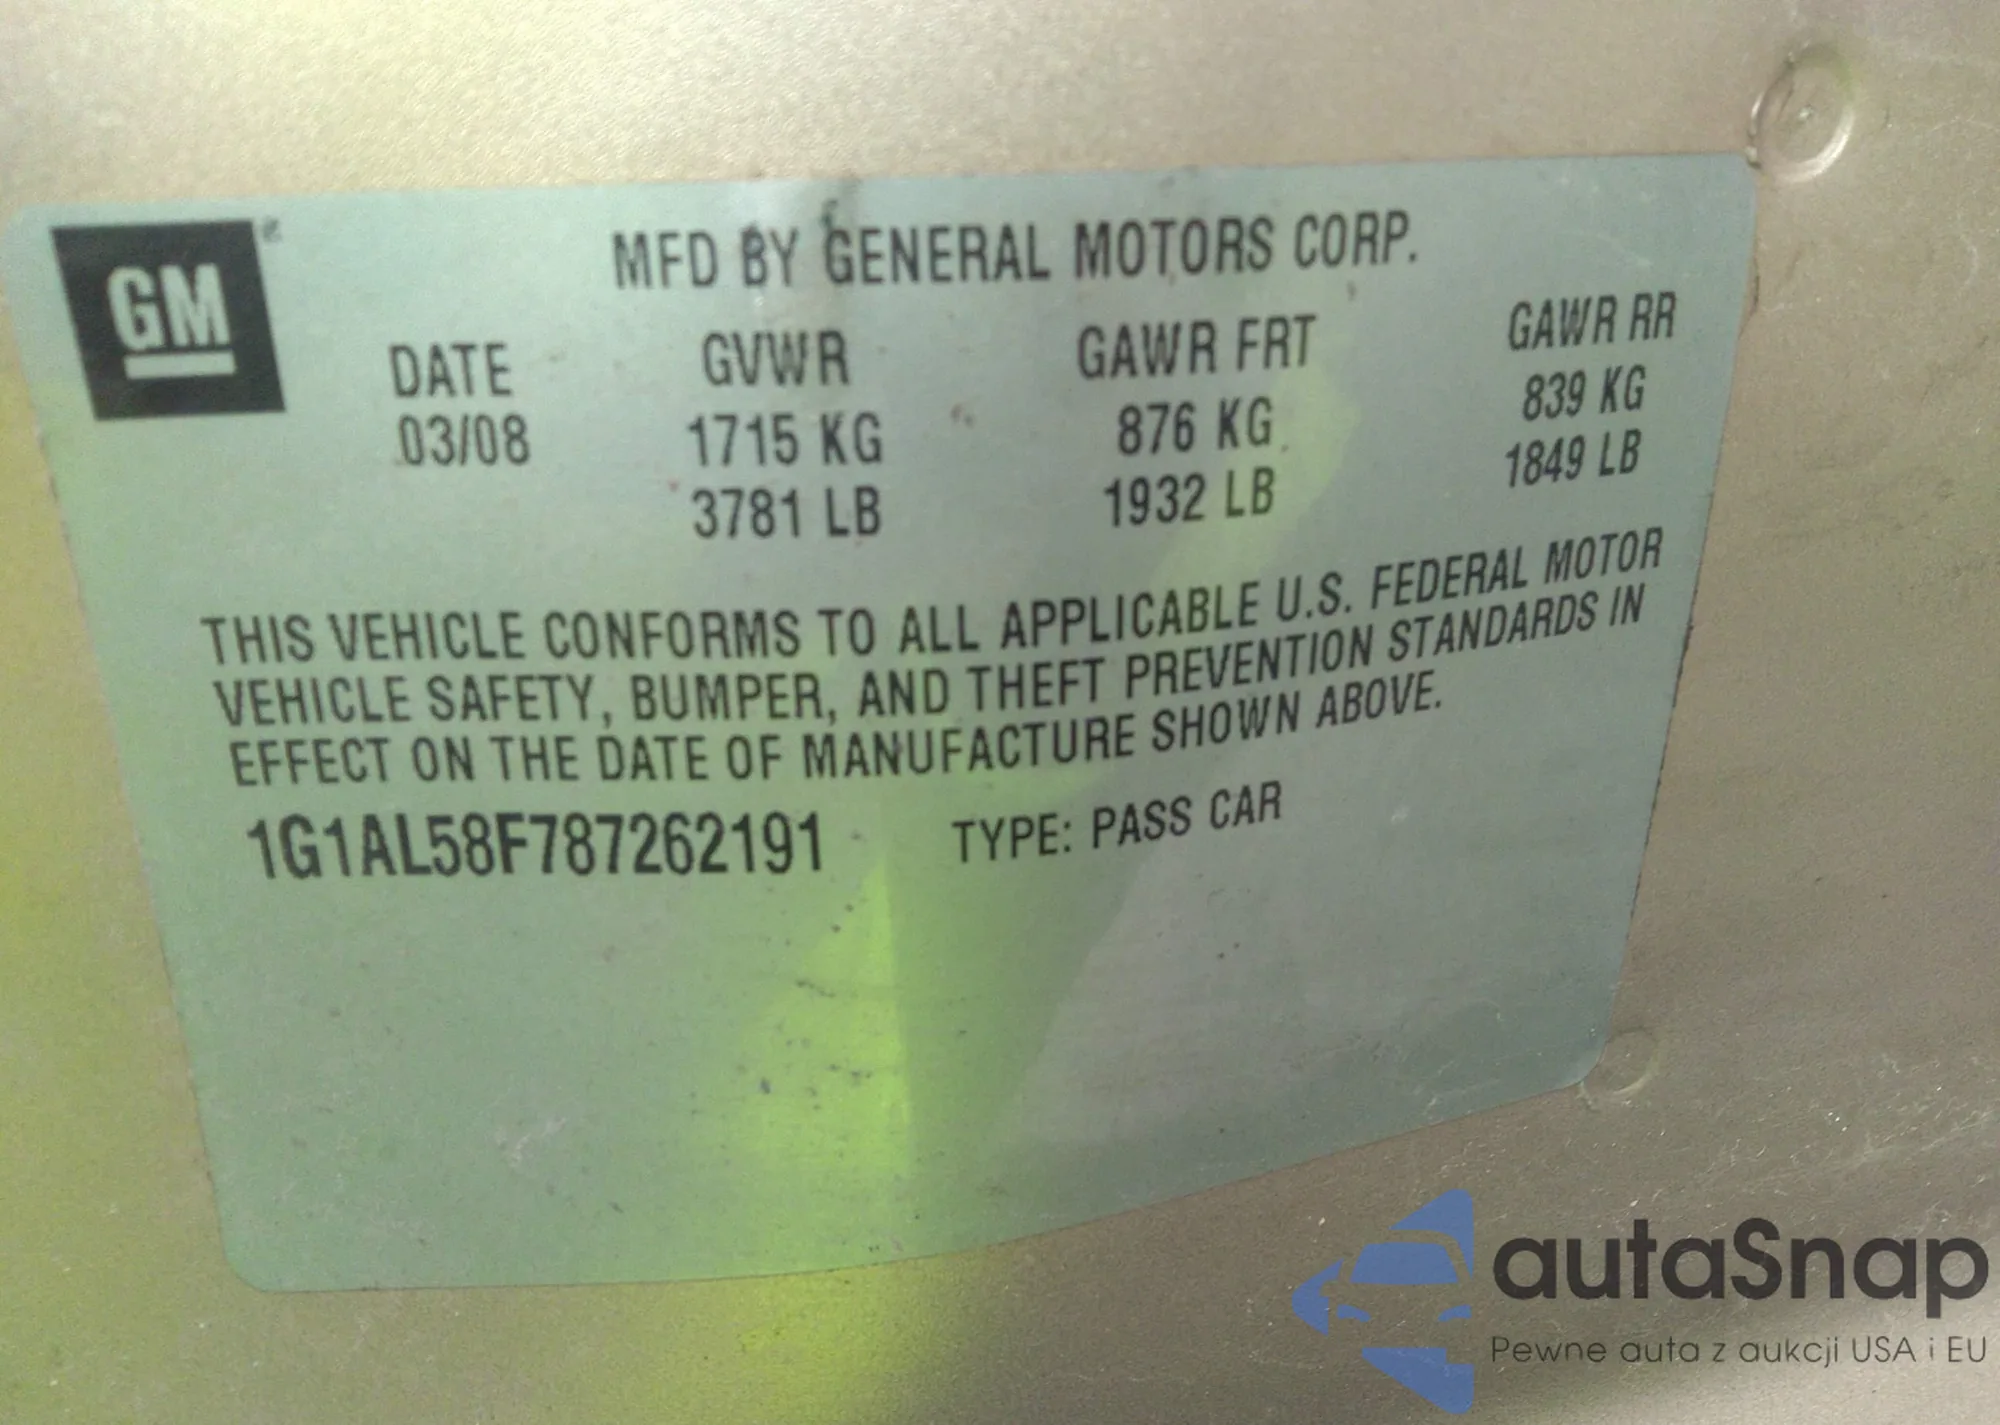 GM
MFD BY GENERAL MOTORS CORP.
DATE GVWR GAWR FRT GAWR RR
03/08 1715 KG 876 KG 839 KG
3781 LB 1932 LB 1849 LB
THIS VEHICLE CONFORMS TO ALL APPLICABLE U.S. FEDERAL MOTOR
VEHICLE SAFETY, BUMPER, AND THEFT PREVENTION STANDARDS IN
EFFECT ON THE DATE OF MANUFACTURE SHOWN ABOVE.
1G1AL58F787262191 TYPE: PASS CAR
autaSnap
Pewne auta z aukcji USA i EU